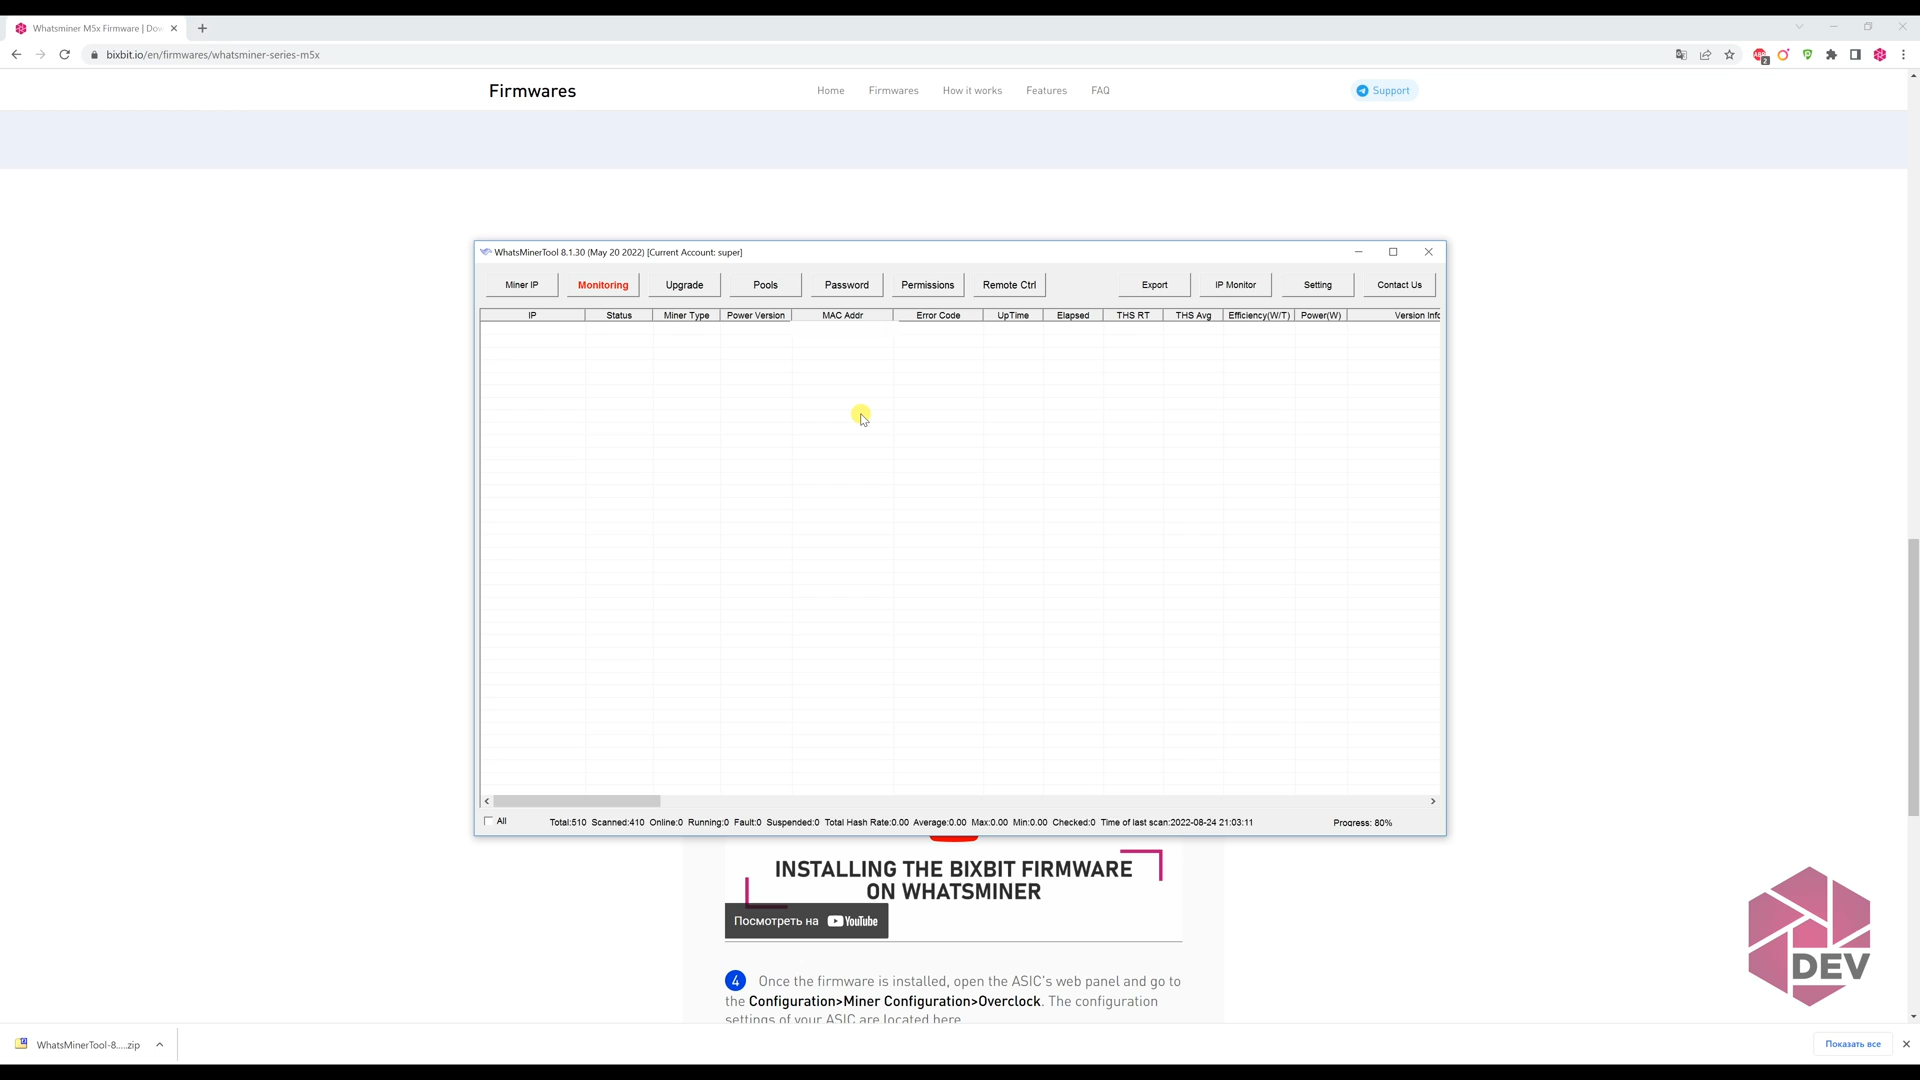 Whatsminer M5x Firmware | Dow
bixbit.io/en/firmwares/whatsminer-series-m5x
2
Firmwares
Home Firmwares How it works Features FAQ
Support
WhatsMinerTool 8.1.30 (May 20 2022) [Current Account: super]
Miner IP Monitoring Upgrade Pools Password Permissions Remote Ctrl Export IP Monitor Setting Contact Us
IP Status Miner Type Power Version MAC Addr Error Code UpTime Elapsed THS RT THS Avg Efficiency(W/T) Power(W) Version Info
All Total:510 Scanned:410 Online:0 Running:0 Fault:0 Suspended:0 Total Hash Rate:0.00 Average:0.00 Max:0.00 Min:0.00 Checked:0 Time of last scan:2022-08-24 21:03:11 Progress: 80%
INSTALLING THE BIXBIT FIRMWARE
ON WHATSMINER
Посмотреть на YouTube
4 Once the firmware is installed, open the ASIC's web panel and go to
the Configuration>Miner Configuration>Overclock. The configuration
settings of your ASIC are located here
DEV
WhatsMinerTool-8.....zip
Показать все